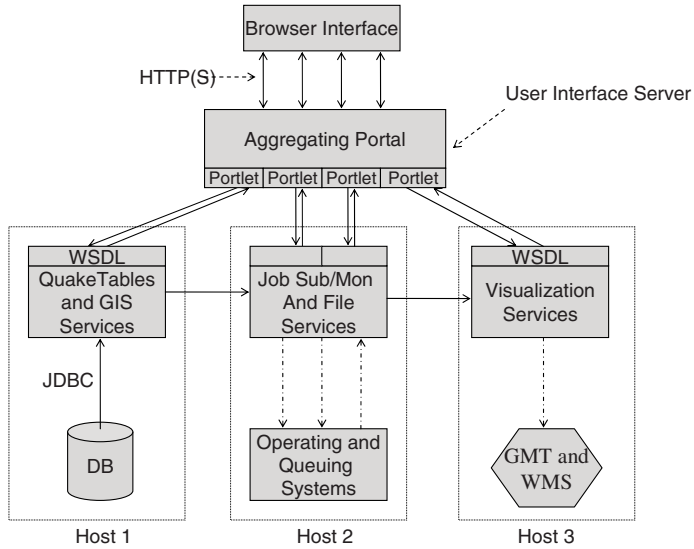 Browser Interface
HTTP(S)
User Interface Server
Aggregating Portal
Portlet Portlet Portlet Portlet
WSDL
QuakeTables
and GIS
Services
Job Sub/Mon
And File
Services
WSDL
Visualization
Services
JDBC
DB
Operating and
Queuing
Systems
GMT and
WMS
Host 1
Host 2
Host 3